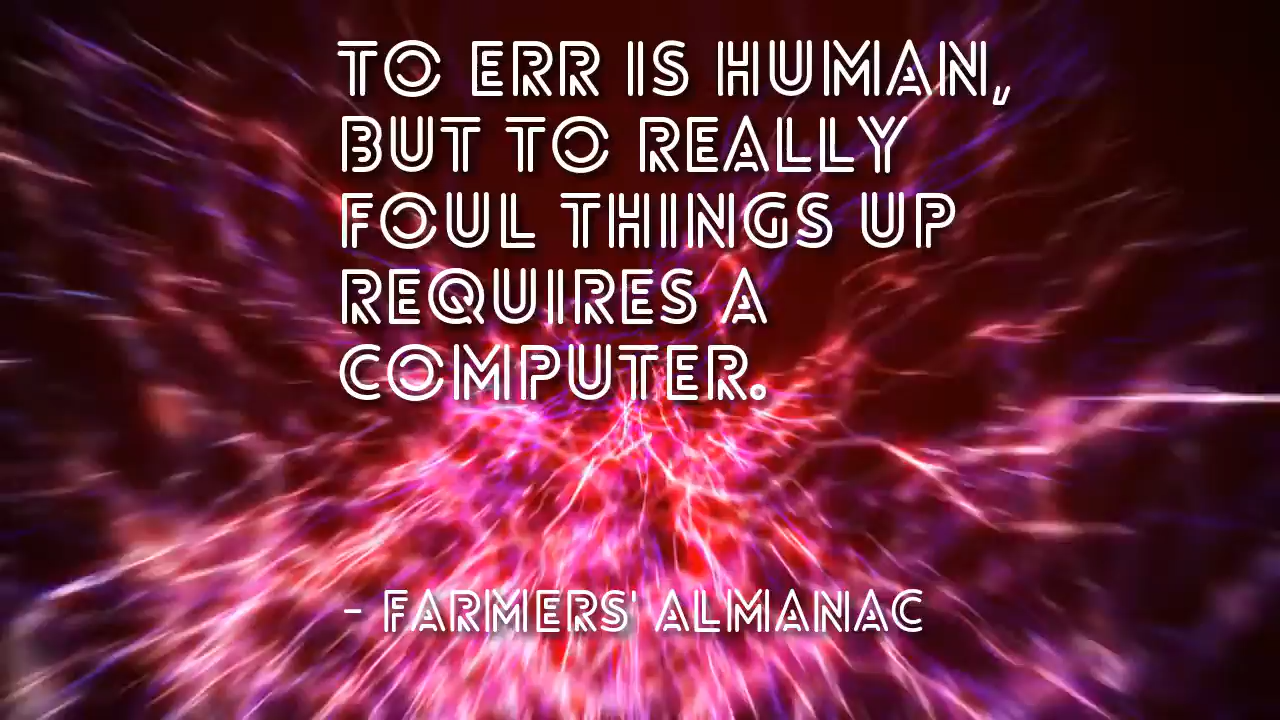 TO ERR IS HUMAN,
BUT TO REALLY
FOUL THINGS UP
REQUIRES A
COMPUTER.
- FARMERS' ALMANAC